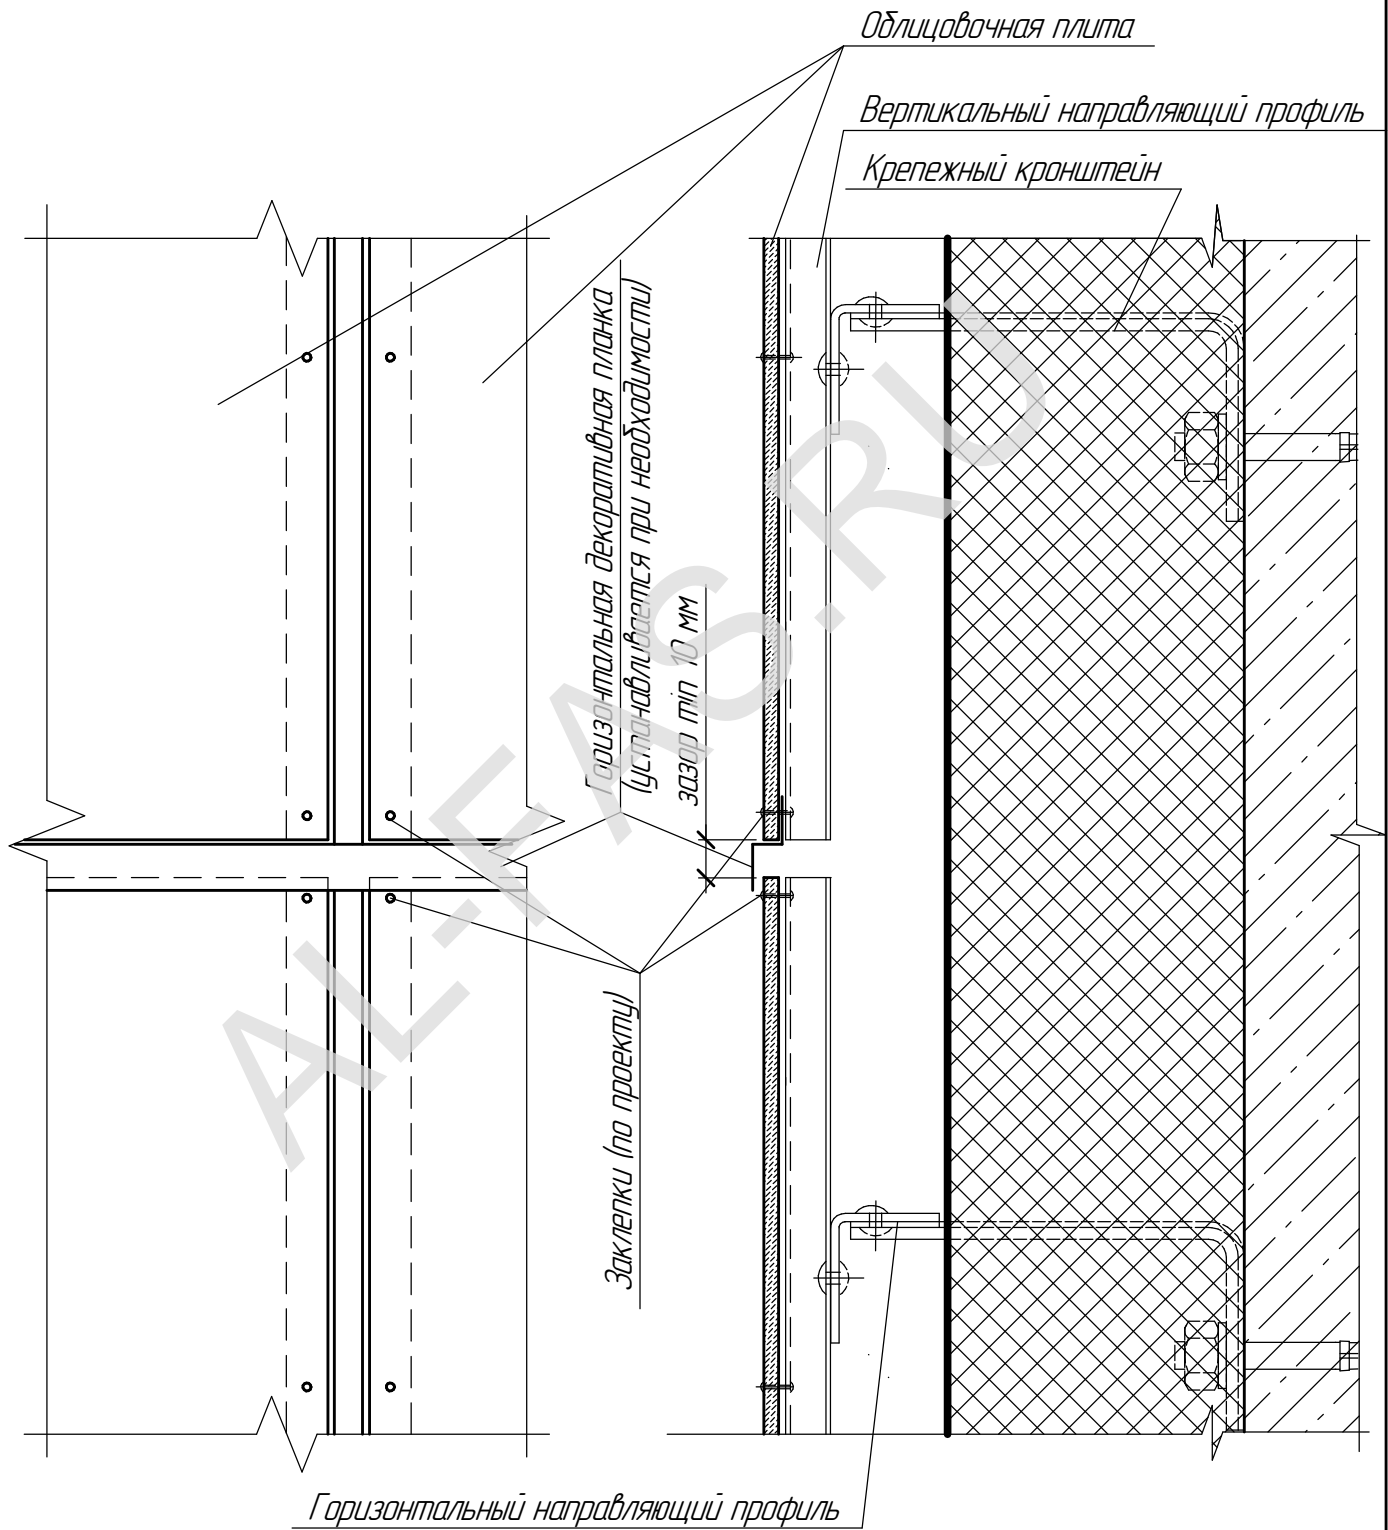 Облицовочная плита
Вертикальный направляющий профиль
Крепежный кронштейн
Горизонтальная декоративная планка
(устанавливается при необходимости)
зазор min 10 мм
AL-FAS.RU
Заклепки (по проекту)
Горизонтальный направляющий профиль